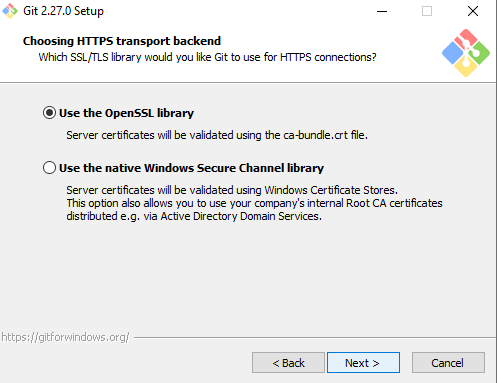 Git 2.27.0 Setup
Choosing HTTPS transport backend
Which SSL/TLS library would you like Git to use for HTTPS connections?
Use the OpenSSL library
Server certificates will be validated using the ca-bundle.crt file.
Use the native Windows Secure Channel library
Server certificates will be validated using Windows Certificate Stores.
This option also allows you to use your company's internal Root CA certificates
distributed e.g. via Active Directory Domain Services.
https://gitforwindows.org/
< Back
Next >
Cancel